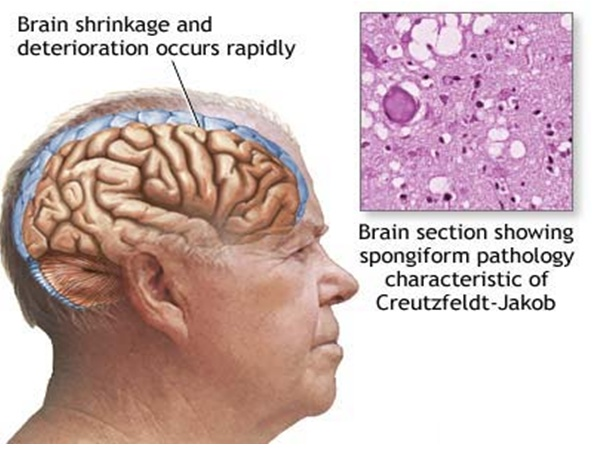 Brain shrinkage and
deterioration occurs rapidly
Brain section showing
spongiform pathology
characteristic of
Creutzfeldt-Jakob